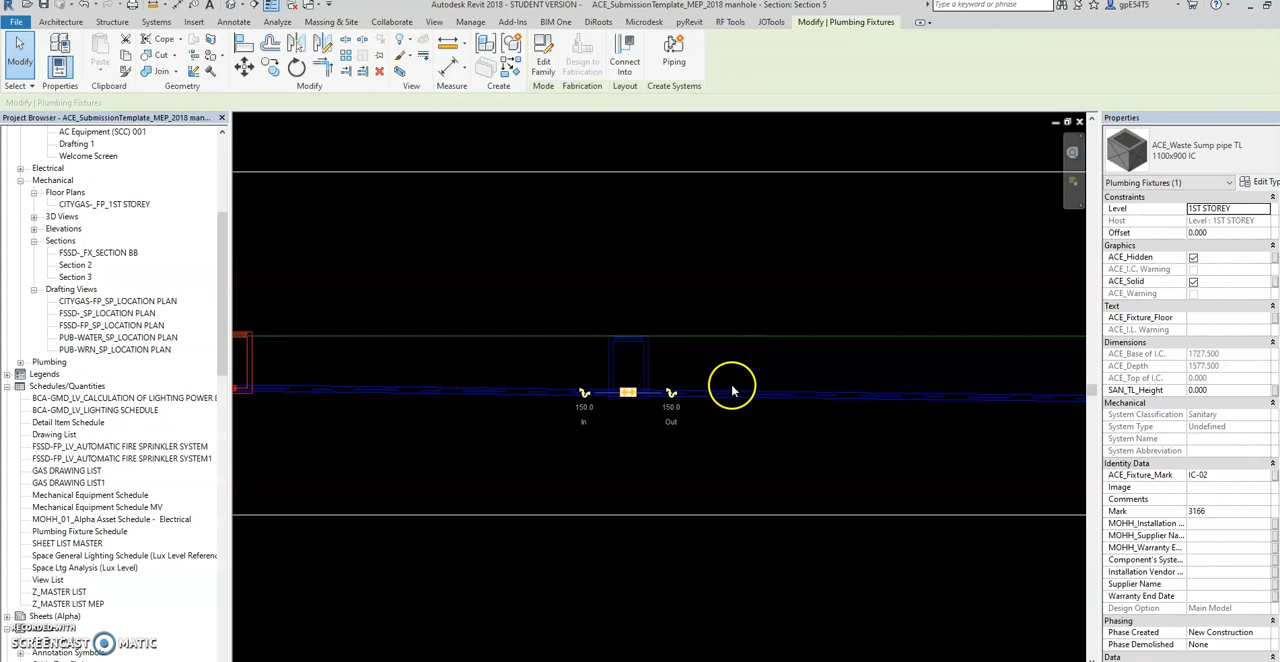 Autodesk Revit 2018 - STUDENT VERSION - ACE_SubmissionTemplate_MEP_2018 manhole - Section: Section 5
Type a keyword or phrase
gpE54T5
File Architecture Structure Systems Insert Annotate Analyze Massing & Site Collaborate View Manage Add-Ins BIM One DiRoots Microdesk pyRevit RF Tools JOTools Modify | Plumbing Fixtures
Modify
Paste
Cope
Cut
Join
Edit Family
Design to Fabrication
Connect Into
Piping
Select Properties Clipboard Geometry Modify View Measure Create Mode Fabrication Layout Create Systems
Modify | Plumbing Fixtures
Project Browser - ACE_SubmissionTemplate_MEP_2018 man...
AC Equipment (SCC) 001
Drafting 1
Welcome Screen
Electrical
Mechanical
Floor Plans
CITYGAS-_FP_1ST STOREY
3D Views
Elevations
Sections
FSSD-_FX_SECTION BB
Section 2
Section 3
Drafting Views
CITYGAS-FP_SP_LOCATION PLAN
FSSD-_SP_LOCATION PLAN
FSSD-FP_SP_LOCATION PLAN
PUB-WATER_SP_LOCATION PLAN
PUB-WRN_SP_LOCATION PLAN
Plumbing
Legends
Schedules/Quantities
BCA-GMD_LV_CALCULATION OF LIGHTING POWER E
BCA-GMD_LV_LIGHTING SCHEDULE
Detail Item Schedule
Drawing List
FSSD-FP_LV_AUTOMATIC FIRE SPRINKLER SYSTEM
FSSD-FP_LV_AUTOMATIC FIRE SPRINKLER SYSTEM1
GAS DRAWING LIST
GAS DRAWING LIST1
Mechanical Equipment Schedule
Mechanical Equipment Schedule MV
MOHH_01_Alpha Asset Schedule - Electrical
Plumbing Fixture Schedule
SHEET LIST MASTER
Space General Lighting Schedule (Lux Level Referenc
Space Ltg Analysis (Lux Level)
View List
Z_MASTER LIST
Z_MASTER LIST MEP
Sheets (Alpha)
RECORDED WITH
SCREENCAST MATIC
Annotation Symbols
150.0
In
150.0
Out
Properties
ACE_Waste Sump pipe TL
1100x900 IC
Plumbing Fixtures (1)
Edit Typ
Constraints
Level 1ST STOREY
Host Level : 1ST STOREY
Offset 0.000
Graphics
ACE_Hidden
ACE_I.C. Warning
ACE_Solid
ACE_Warning
Text
ACE_Fixture_Floor
ACE_I.L. Warning
Dimensions
ACE_Base of I.C. 1727.500
ACE_Depth 1577.500
ACE_Top of I.C. 0.000
SAN_TL_Height 0.000
Mechanical
System Classification Sanitary
System Type Undefined
System Name
System Abbreviation
Identity Data
ACE_Fixture_Mark IC-02
Image
Comments
Mark 3166
MOHH_Installation ...
MOHH_Supplier Na...
MOHH_Warranty E...
Component's Syste...
Installation Vendor ...
Supplier Name
Warranty End Date
Design Option Main Model
Phasing
Phase Created New Construction
Phase Demolished None
Data